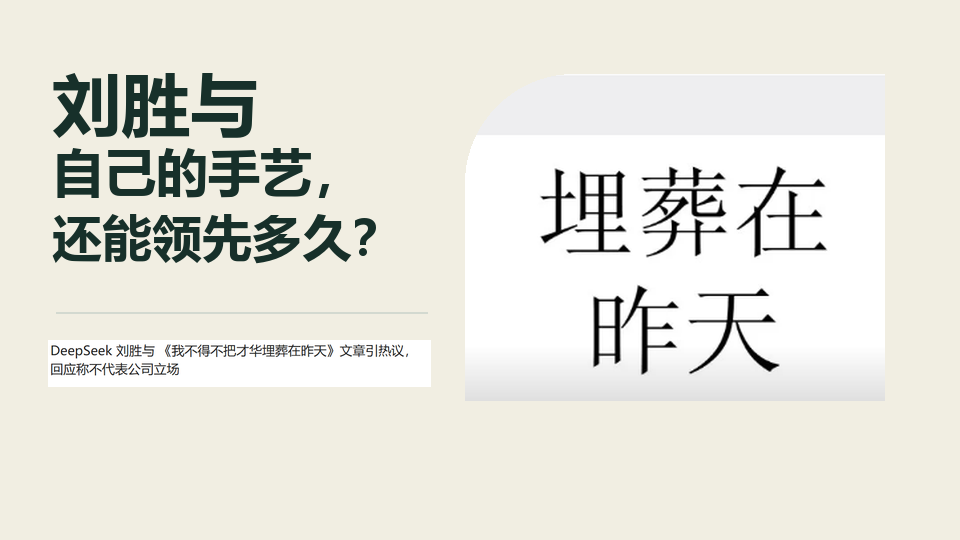 刘胜与
自己的手艺，
还能领先多久？
DeepSeek 刘胜与 《我不得不把才华埋葬在昨天》文章引热议，
回应称不代表公司立场
埋葬在
昨天